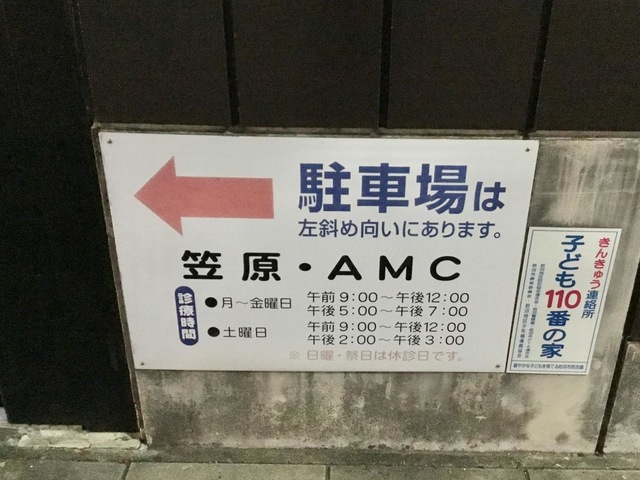 駐車場は
左斜め向いにあります。
笠原・AMC
診療時間
●月～金曜日 午前 9:00～午後12:00
午後 5:00～午後 7:00
●土曜日 午前 9:00～午後12:00
午後 2:00～午後 3:00
※ 日曜・祭日は休診日です。
きんきゅう連絡所
子ども110番の家